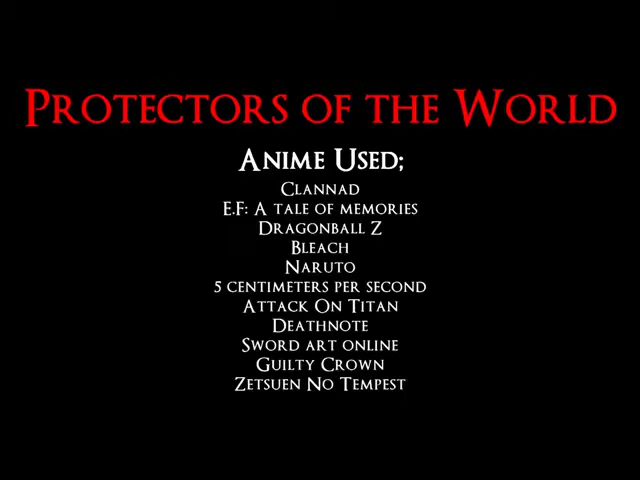 Protectors of the World
Anime Used;
Clannad
E.F: A tale of memories
Dragonball Z
Bleach
Naruto
5 centimeters per second
Attack On Titan
Deathnote
Sword art online
Guilty Crown
Zetsuen No Tempest